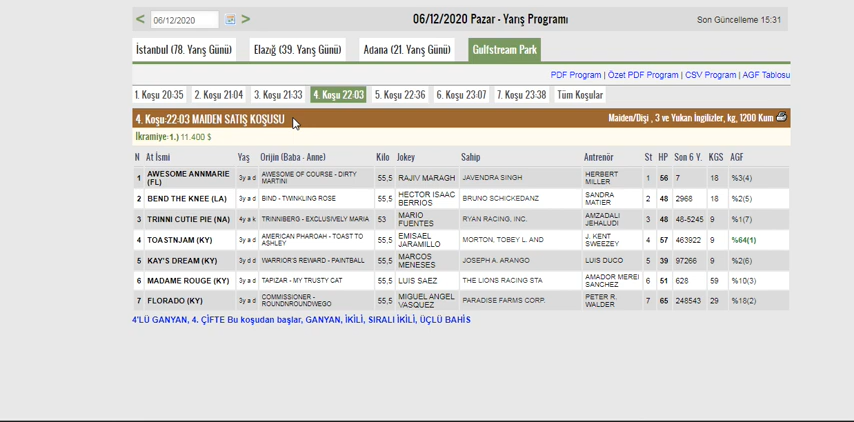 < 06/12/2020 >
06/12/2020 Pazar - Yarış Programı
Son Güncelleme 15:31
İstanbul (78. Yarış Günü) Elazığ (39. Yarış Günü) Adana (21. Yarış Günü) Gulfstream Park
PDF Program | Özet PDF Program | CSV Program | AGF Tablosu
1. Koşu 20:35 2. Koşu 21:04 3. Koşu 21:33 4. Koşu 22:03 5. Koşu 22:36 6. Koşu 23:07 7. Koşu 23:38 Tüm Koşular
4. Koşu:22:03 MAIDEN SATIŞ KOŞUSU
Maiden/Dişi , 3 ve Yukarı İngilizler, kg, 1200 Kum
İkramiye:1.) 11.400 $
N At İsmi Yaş Orijin (Baba - Anne) Kilo Jokey Sahip Antrenör St HP Son 6 Y. KGS AGF
1 AWESOME ANNMARIE (FL) 3y a d AWESOME OF COURSE - DIRTY MARTINI 55,5 RAJIV MARAGH JAVENDRA SINGH HERBERT MILLER 1 56 7 18 %3(4)
2 BEND THE KNEE (LA) 3y a d BIND - TWINKLING ROSE 55,5 HECTOR ISAAC BERRIOS BRUNO SCHICKEDANZ SANDRA MATIER 2 48 2968 18 %2(5)
3 TRINNI CUTIE PIE (NA) 4y a k TRINNIBERG - EXCLUSIVELY MARIA 53 MARIO FUENTES RYAN RACING, INC. AMZADALI JEHALUDI 3 48 48-5245 9 %1(7)
4 TOASTNJAM (KY) 3y a d AMERICAN PHAROAH - TOAST TO ASHLEY 55,5 EMISAEL JARAMILLO MORTON, TOBEY L. AND J. KENT SWEEZEY 4 57 463922 9 %64(1)
5 KAY'S DREAM (KY) 3y d d WARRIOR'S REWARD - PAINTBALL 55,5 MARCOS MENESES JOSEPH A. ARANGO LUIS DUCO 5 39 97266 9 %2(6)
6 MADAME ROUGE (KY) 3y a d TAPIZAR - MY TRUSTY CAT 55,5 LUIS SAEZ THE LIONS RACING STA AMADOR MEREI SANCHEZ 6 51 628 59 %10(3)
7 FLORADO (KY) 3y a d COMMISSIONER - ROUNDNROUNDWEGO 55,5 MIGUEL ANGEL VASQUEZ PARADISE FARMS CORP. PETER R. WALDER 7 65 248543 29 %18(2)
4'LÜ GANYAN, 4. ÇİFTE Bu koşudan başlar, GANYAN, İKİLİ, SIRALI İKİLİ, ÜÇLÜ BAHİS